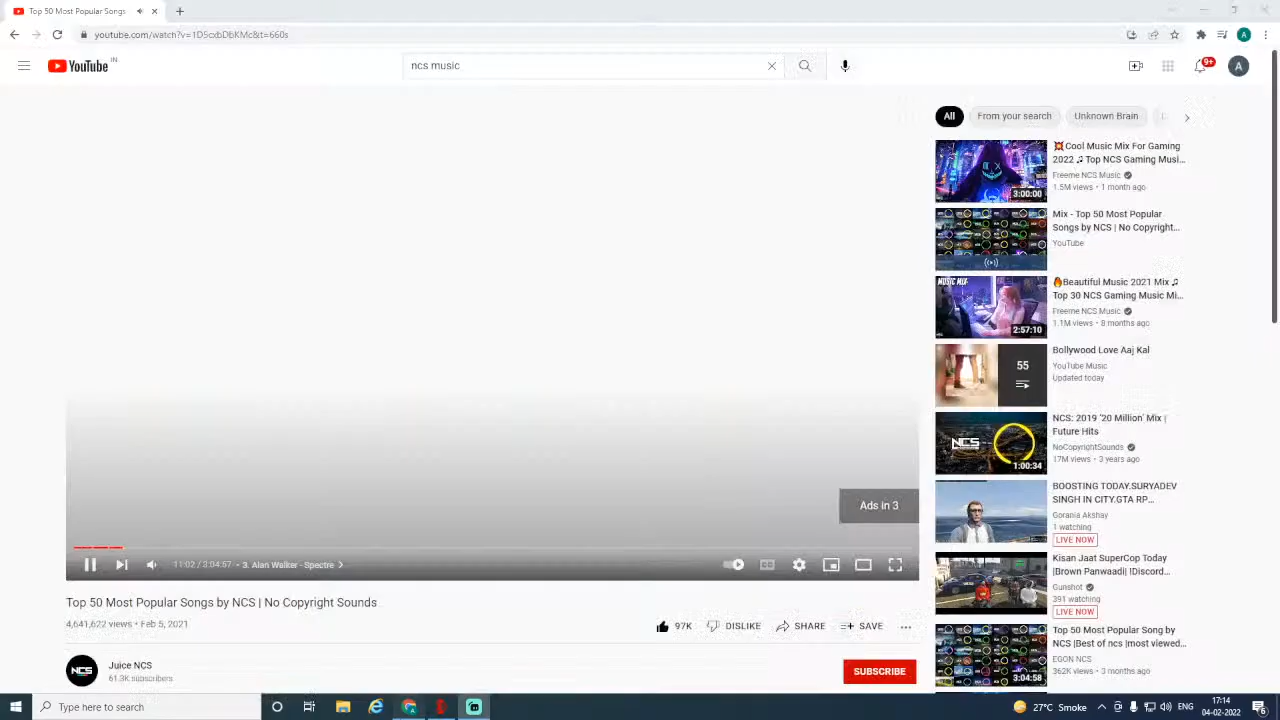 Top 50 Most Popular Songs
youtube.com/watch?v=1D5cxbDbKMc&t=660s
YouTube IN
ncs music
9+
A
All
From your search
Unknown Brain
💥Cool Music Mix For Gaming
2022 ♫ Top NCS Gaming Musi...
Freeme NCS Music
1.5M views • 1 month ago
3:00:00
Mix - Top 50 Most Popular
Songs by NCS | No Copyright...
YouTube
MUSIC MIX
🔥Beautiful Music 2021 Mix ♫
Top 30 NCS Gaming Music Mi...
Freeme NCS Music
1.1M views • 8 months ago
2:57:10
Bollywood Love Aaj Kal
YouTube Music
Updated today
55
NCS: 2019 '20 Million' Mix |
Future Hits
NoCopyrightSounds
17M views • 3 years ago
NCS
1:00:34
BOOSTING TODAY.SURYADEV
SINGH IN CITY.GTA RP...
Gorania Akshay
1 watching
LIVE NOW
Kisan Jaat SuperCop Today
|Brown Panwaadi| !Discord...
Gunshot
391 watching
LIVE NOW
Top 50 Most Popular Song by
NCS |Best of ncs |most viewed...
EGON NCS
362K views • 3 months ago
3:04:58
Ads in 3
11:02 / 3:04:57 • 3. Alan Walker - Spectre
Top 50 Most Popular Songs by NCS | No Copyright Sounds
4,641,622 views • Feb 5, 2021
97K
DISLIKE
SHARE
SAVE
NCS
Juice NCS
61.3K subscribers
SUBSCRIBE
Type here to search
27°C Smoke
17:14
04-02-2022
6